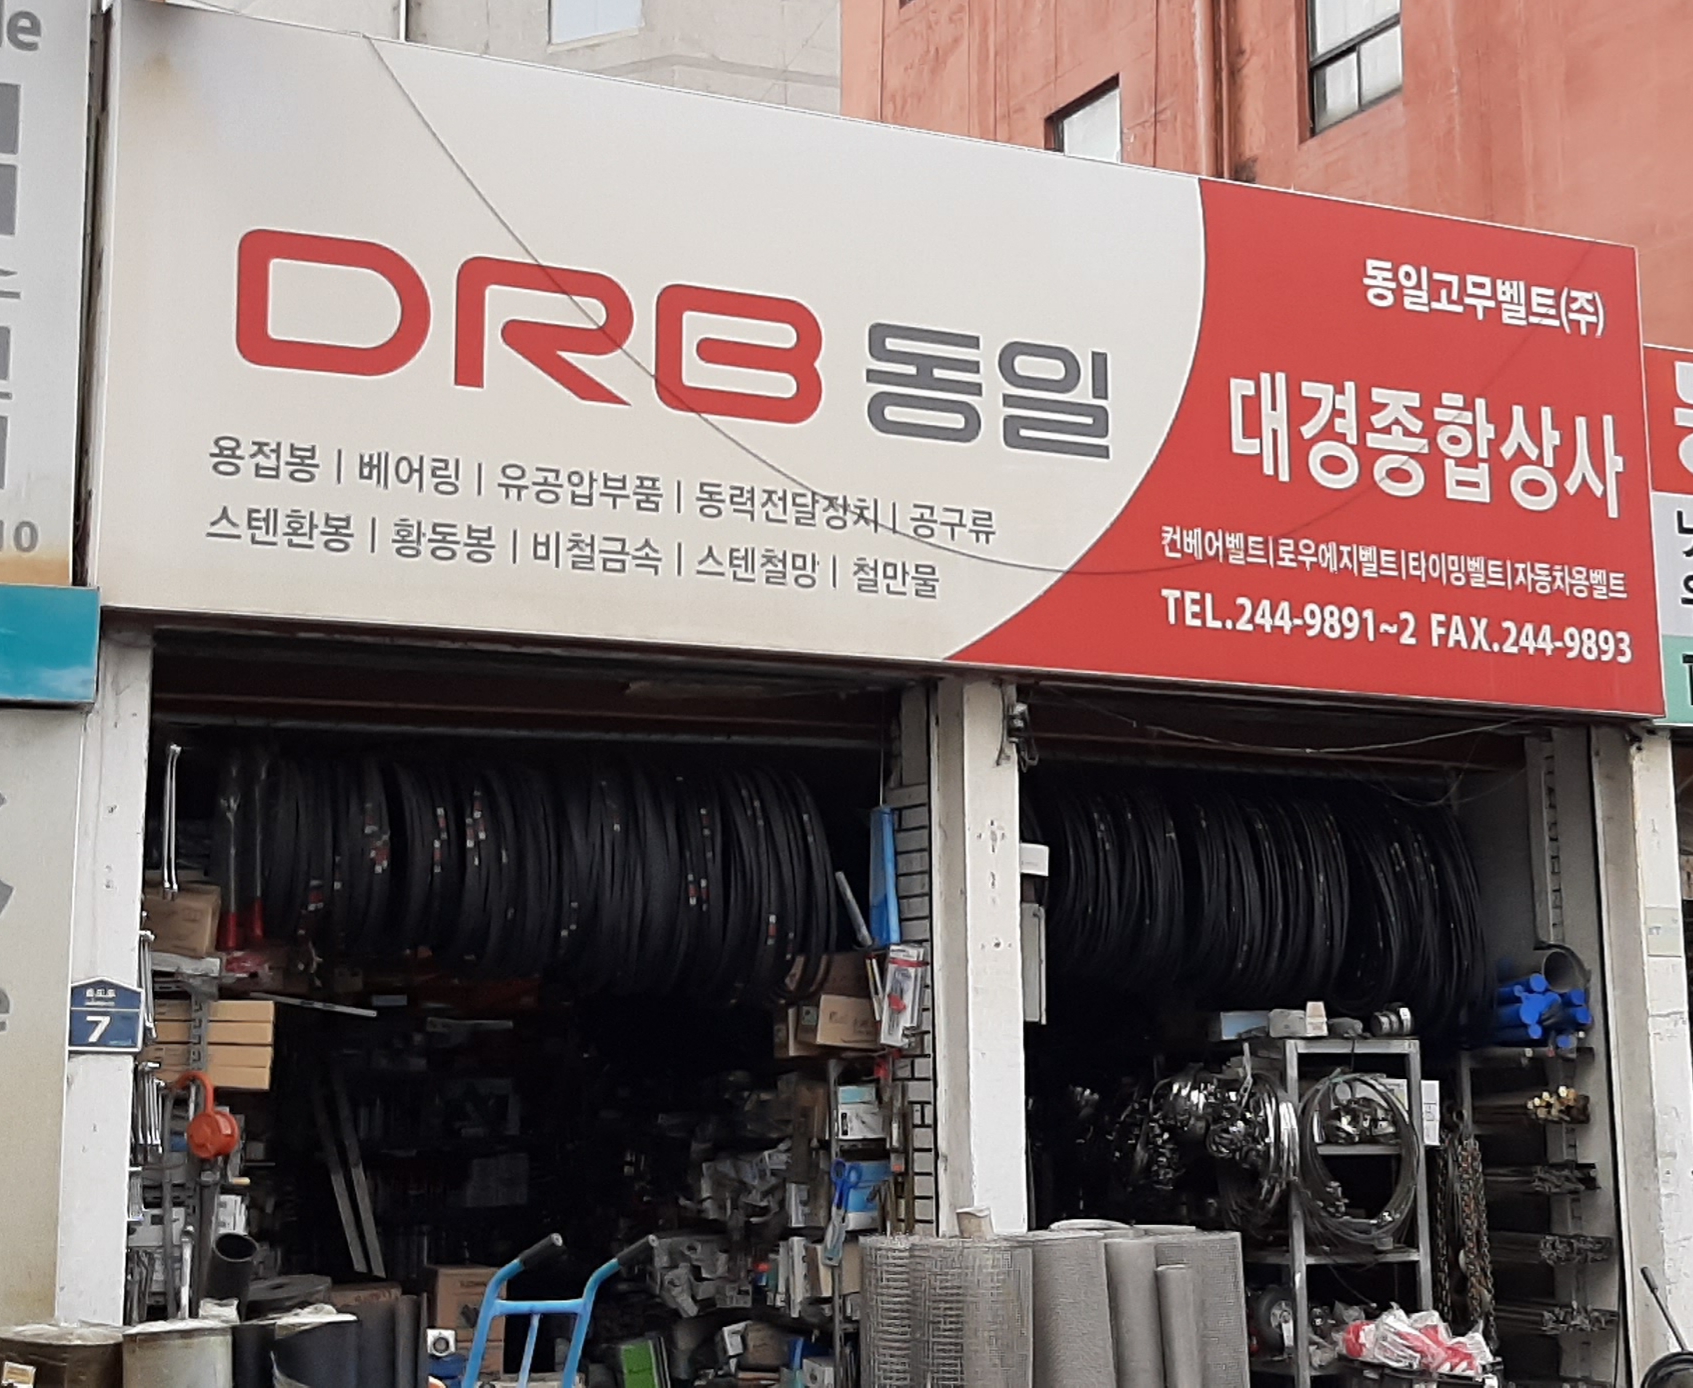 DRB 동일
용접봉 | 베어링 | 유공압부품 | 동력전달장치 | 공구류
스텐환봉 | 황동봉 | 비철금속 | 스텐철망 | 철만물
동일고무벨트(주)
대경종합상사
컨베어벨트|로우에지벨트|타이밍벨트|자동차용벨트
TEL.244-9891~2 FAX.244-9893
7